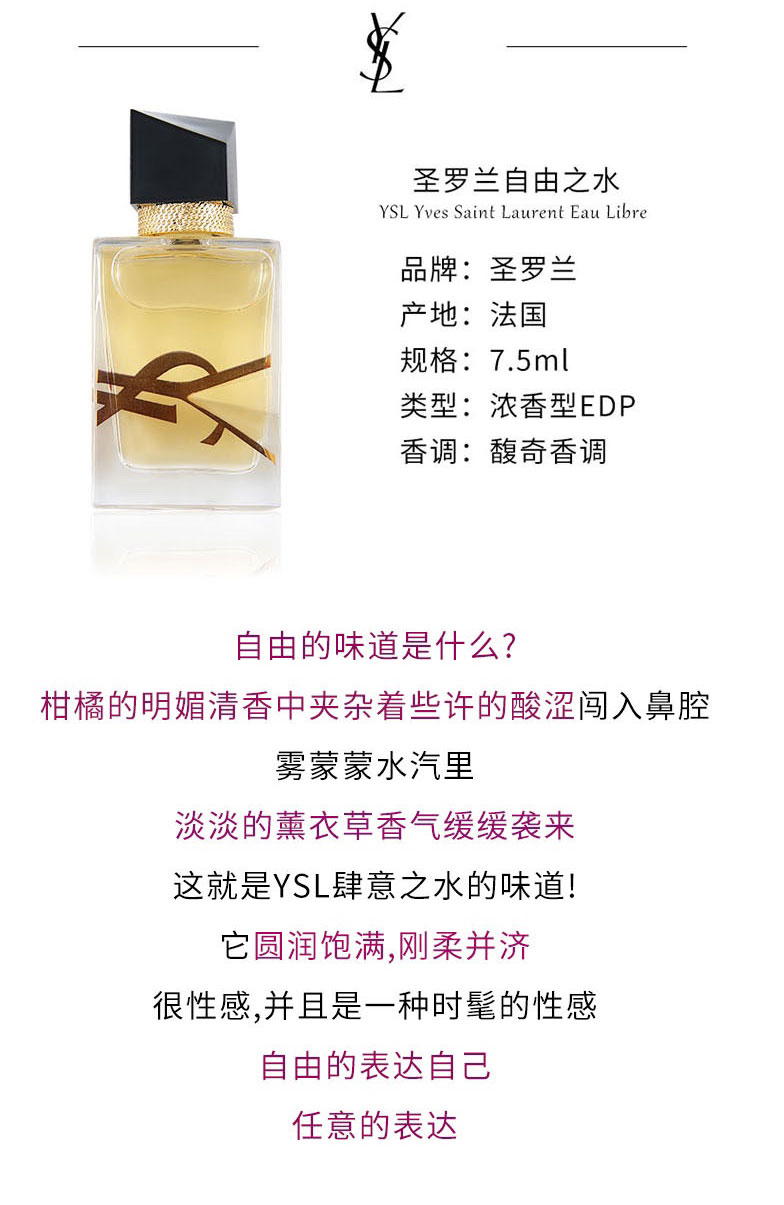 YSL
圣罗兰自由之水
YSL Yves Saint Laurent Eau Libre
品牌：圣罗兰
产地：法国
规格：7.5ml
类型：浓香型EDP
香调：馥奇香调
自由的味道是什么?
柑橘的明媚清香中夹杂着些许的酸涩闯入鼻腔
雾蒙蒙水汽里
淡淡的薰衣草香气缓缓袭来
这就是YSL肆意之水的味道!
它圆润饱满,刚柔并济
很性感,并且是一种时髦的性感
自由的表达自己
任意的表达